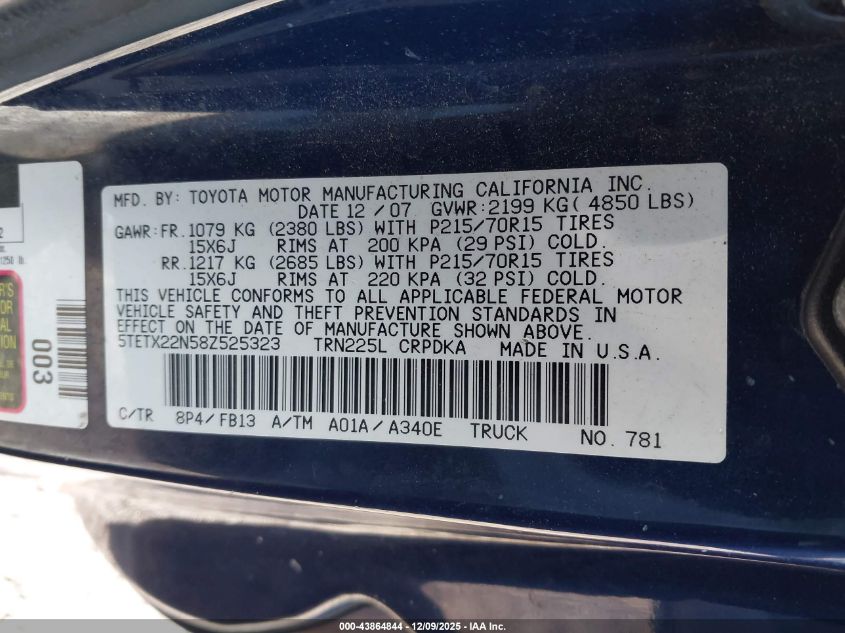 MFD. BY: TOYOTA MOTOR MANUFACTURING CALIFORNIA INC.
DATE 12 /07 GVWR:2199 KG( 4850 LBS)
GAWR:FR.1079 KG (2380 LBS) WITH P215/70R15 TIRES
15X6J RIMS AT 200 KPA (29 PSI) COLD.
RR.1217 KG (2685 LBS) WITH P215/70R15 TIRES
15X6J RIMS AT 220 KPA (32 PSI) COLD.
THIS VEHICLE CONFORMS TO ALL APPLICABLE FEDERAL MOTOR
VEHICLE SAFETY AND THEFT PREVENTION STANDARDS IN
EFFECT ON THE DATE OF MANUFACTURE SHOWN ABOVE.
5TETX22N58Z525323 TRN225L CRPDKA MADE IN U.S.A.
C/TR 8P4/FB13 A/TM A01A/A340E TRUCK NO. 781
003
000-43864844 | 12/09/2025 - IAA Inc.